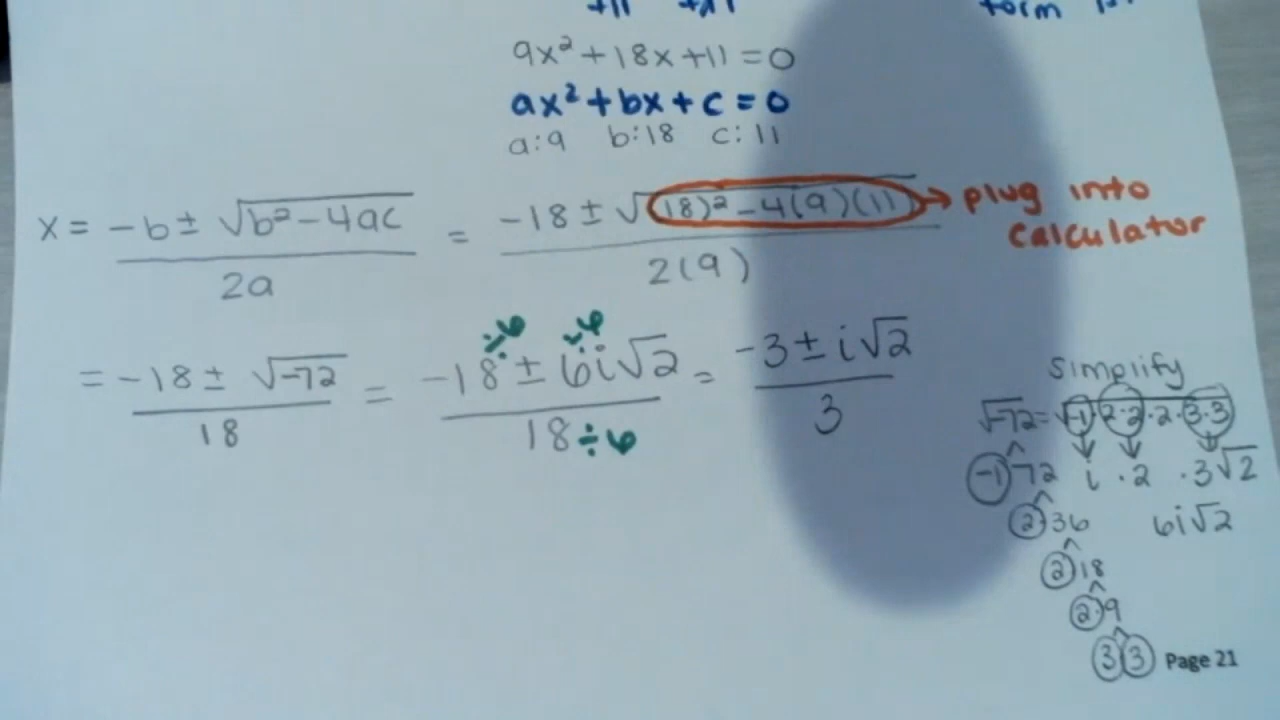 +11
9x² + 18x + 11 = 0
ax² + bx + c = 0
a: 9 b: 18 c: 11
x = -b ± √b² - 4ac / 2a = -18 ± √18)² - 4(9)(11) / 2(9) → plug into calculator
= -18 ± √-72 / 18 = -18 ÷6 ± 6 ÷6 i√2 / 18 ÷6 = -3 ± i√2 / 3
Simplify
√-72 = √-1·2·2·2·3·3
-1 72 i ·2 ·3√2
2 36 6i√2
2 18
2 9
3 3 Page 21